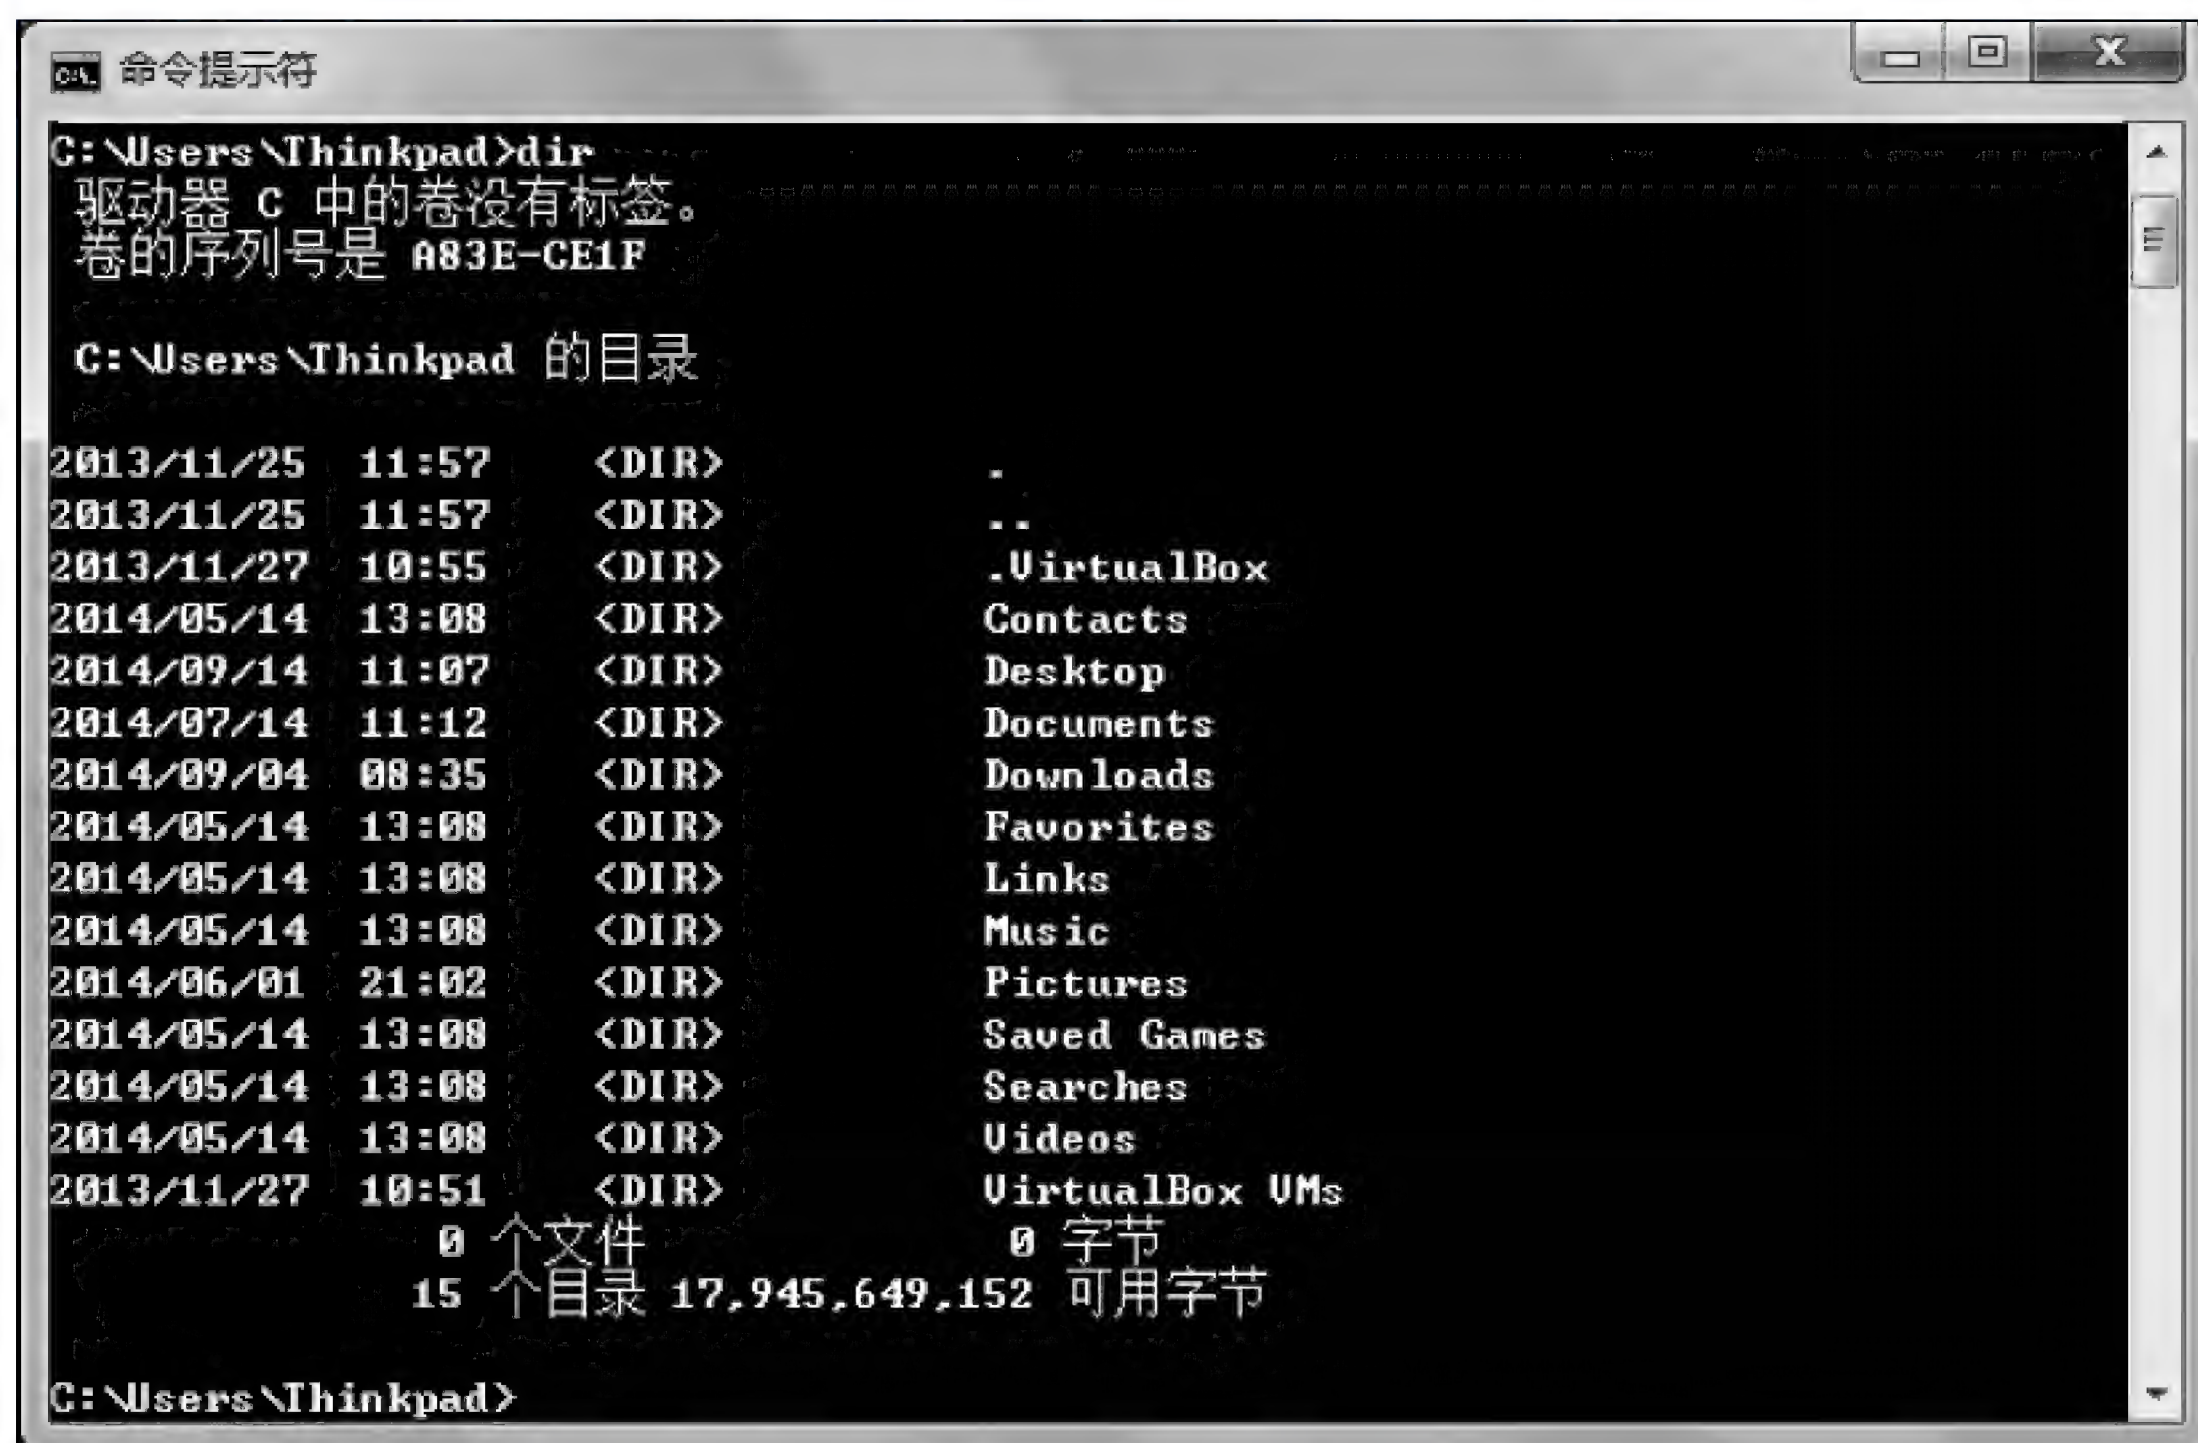 命令提示符
C:\Users\Thinkpad>dir
驱动器 C 中的卷没有标签。
卷的序列号是 A83E-CE1F
C:\Users\Thinkpad 的目录
2013/11/25  11:57    <DIR>          .
2013/11/25  11:57    <DIR>          ..
2013/11/27  10:55    <DIR>          .VirtualBox
2014/05/14  13:08    <DIR>          Contacts
2014/09/14  11:07    <DIR>          Desktop
2014/07/14  11:12    <DIR>          Documents
2014/09/04  08:35    <DIR>          Downloads
2014/05/14  13:08    <DIR>          Favorites
2014/05/14  13:08    <DIR>          Links
2014/05/14  13:08    <DIR>          Music
2014/06/01  21:02    <DIR>          Pictures
2014/05/14  13:08    <DIR>          Saved Games
2014/05/14  13:08    <DIR>          Searches
2014/05/14  13:08    <DIR>          Videos
2013/11/27  10:51    <DIR>          VirtualBox VMs
0 个文件              0 字节
15 个目录 17,945,649,152 可用字节
C:\Users\Thinkpad>